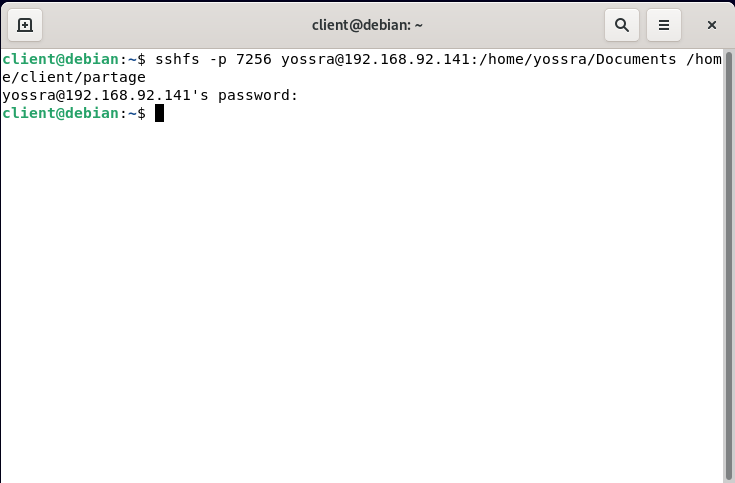 client@debian: ~
client@debian:~$ sshfs -p 7256 yossra@192.168.92.141:/home/yossra/Documents /hom
e/client/partage
yossra@192.168.92.141's password:
client@debian:~$